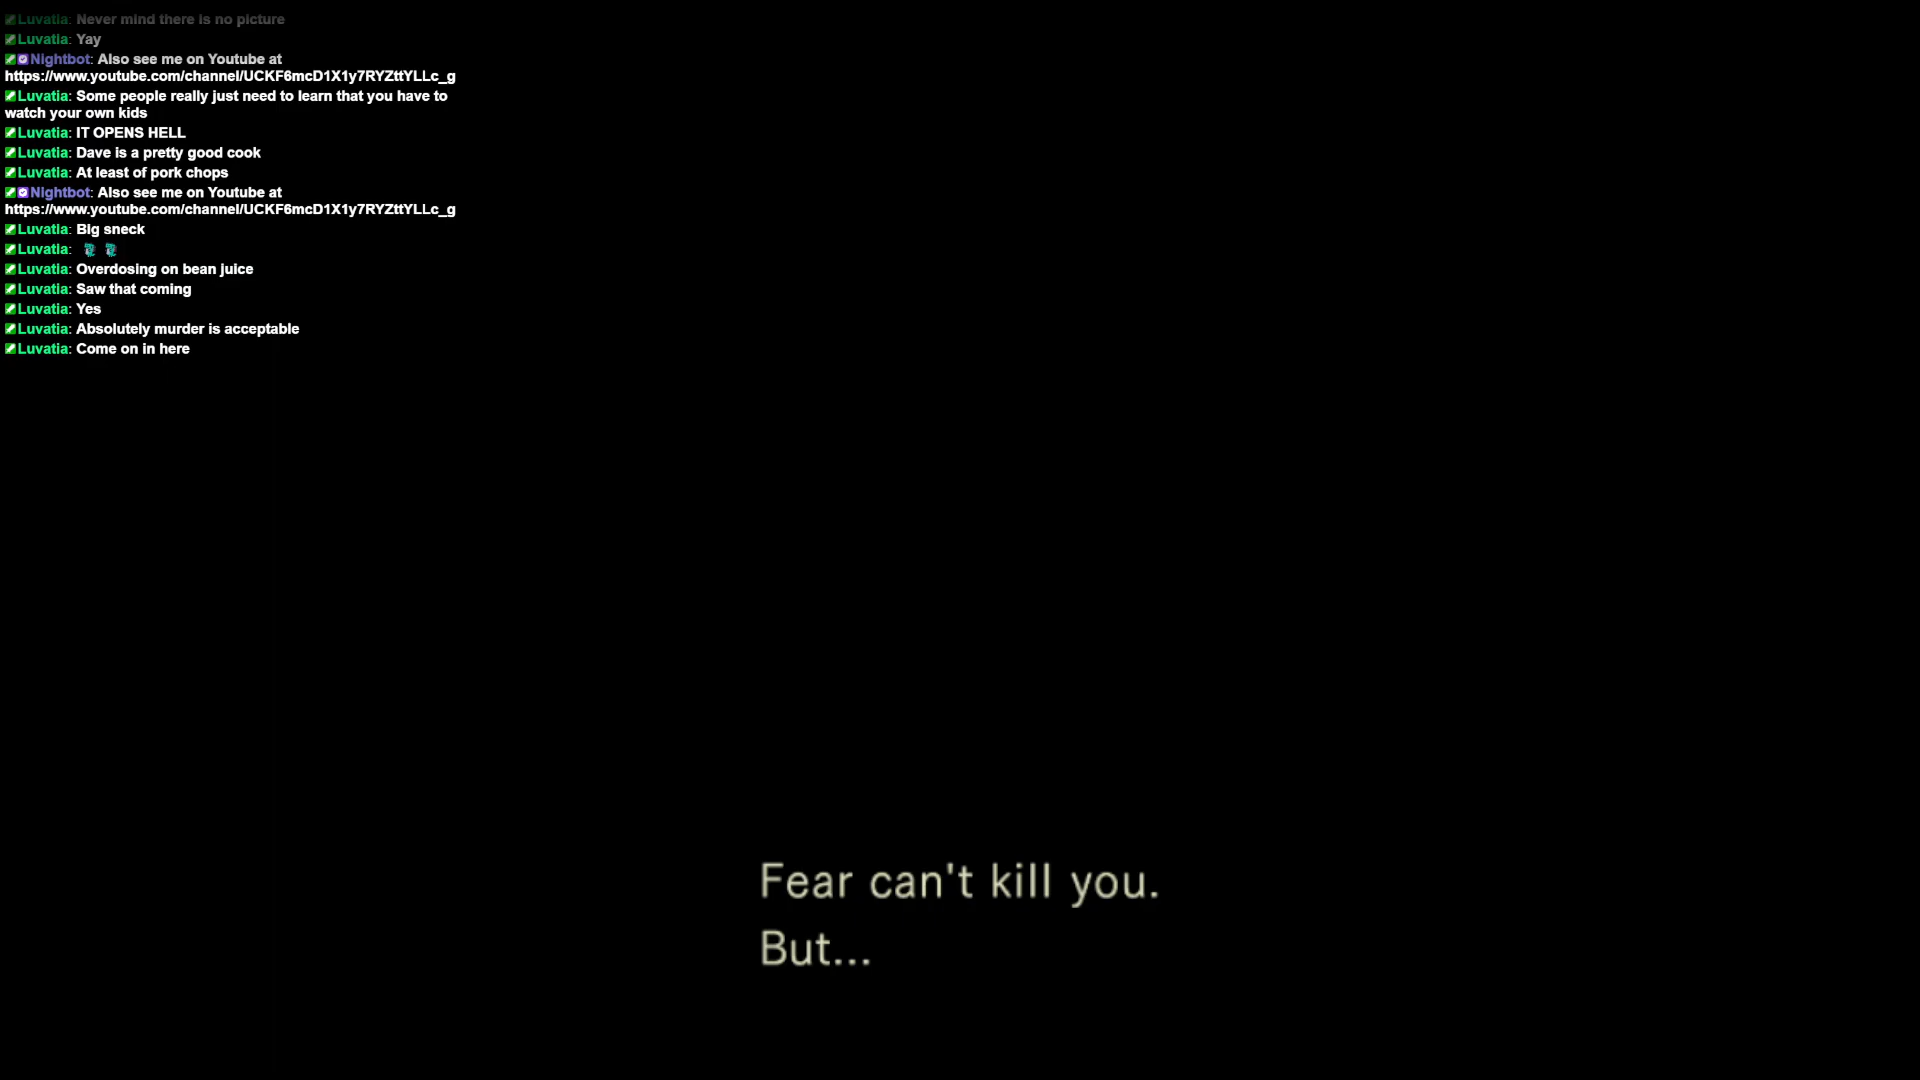 Luvatia: Never mind there is no picture
Luvatia: Yay
Nightbot: Also see me on Youtube at
https://www.youtube.com/channel/UCKF6mcD1X1y7RYZttYLLc_g
Luvatia: Some people really just need to learn that you have to
watch your own kids
Luvatia: IT OPENS HELL
Luvatia: Dave is a pretty good cook
Luvatia: At least of pork chops
Nightbot: Also see me on Youtube at
https://www.youtube.com/channel/UCKF6mcD1X1y7RYZttYLLc_g
Luvatia: Big sneck
Luvatia:
Luvatia: Overdosing on bean juice
Luvatia: Saw that coming
Luvatia: Yes
Luvatia: Absolutely murder is acceptable
Luvatia: Come on in here
Fear can't kill you.
But...